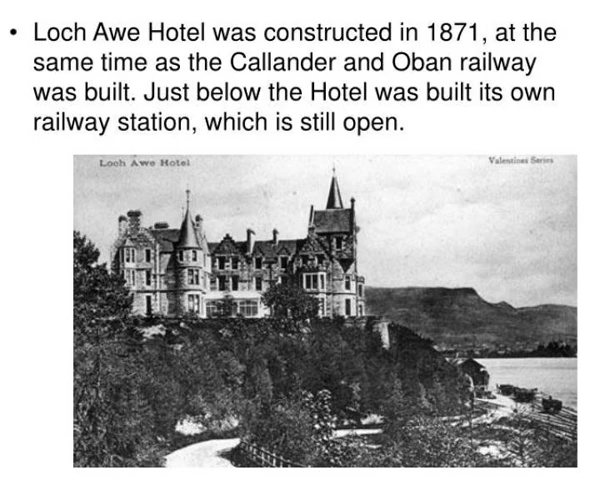 • Loch Awe Hotel was constructed in 1871, at the
same time as the Callander and Oban railway
was built. Just below the Hotel was built its own
railway station, which is still open.
Loch Awe Hotel
Valentines Series